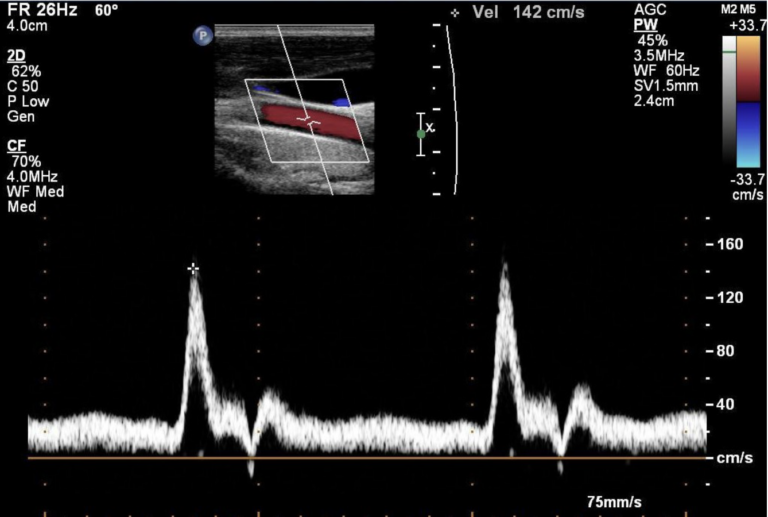 FR 26Hz 60°
4.0cm
2D
62%
C 50
P Low
Gen
CF
70%
4.0MHz
WF Med
Med
P
x
Vel 142 cm/s
AGC
PW
45%
3.5MHz
WF 60Hz
SV1.5mm
2.4cm
M2 M5
+33.7
-33.7
cm/s
160
120
80
40
cm/s
75mm/s